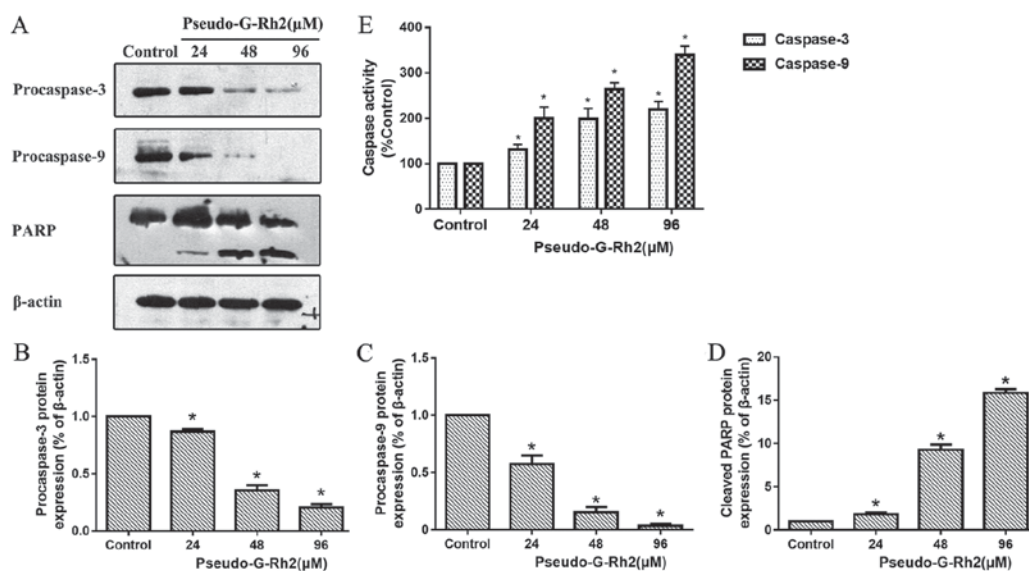 A
Pseudo-G-Rh2(µM)
Control 24 48 96
Procaspase-3
Procaspase-9
PARP
β-actin
E
Caspase activity
(%Control)
400
300
200
100
0
* * * * * *
Control 24 48 96
Pseudo-G-Rh2(µM)
Caspase-3
Caspase-9
B
Procaspase-3 protein
expression (% of β-actin)
1.5
1.0
0.5
0.0
* * *
Control 24 48 96
Pseudo-G-Rh2(µM)
C
Procaspase-9 protein
expression (% of β-actin)
1.5
1.0
0.5
0
* * *
Control 24 48 96
Pseudo-G-Rh2(µM)
D
Cleaved PARP protein
expression (% of β-actin)
20
15
10
5
0
* * *
Control 24 48 96
Pseudo-G-Rh2(µM)